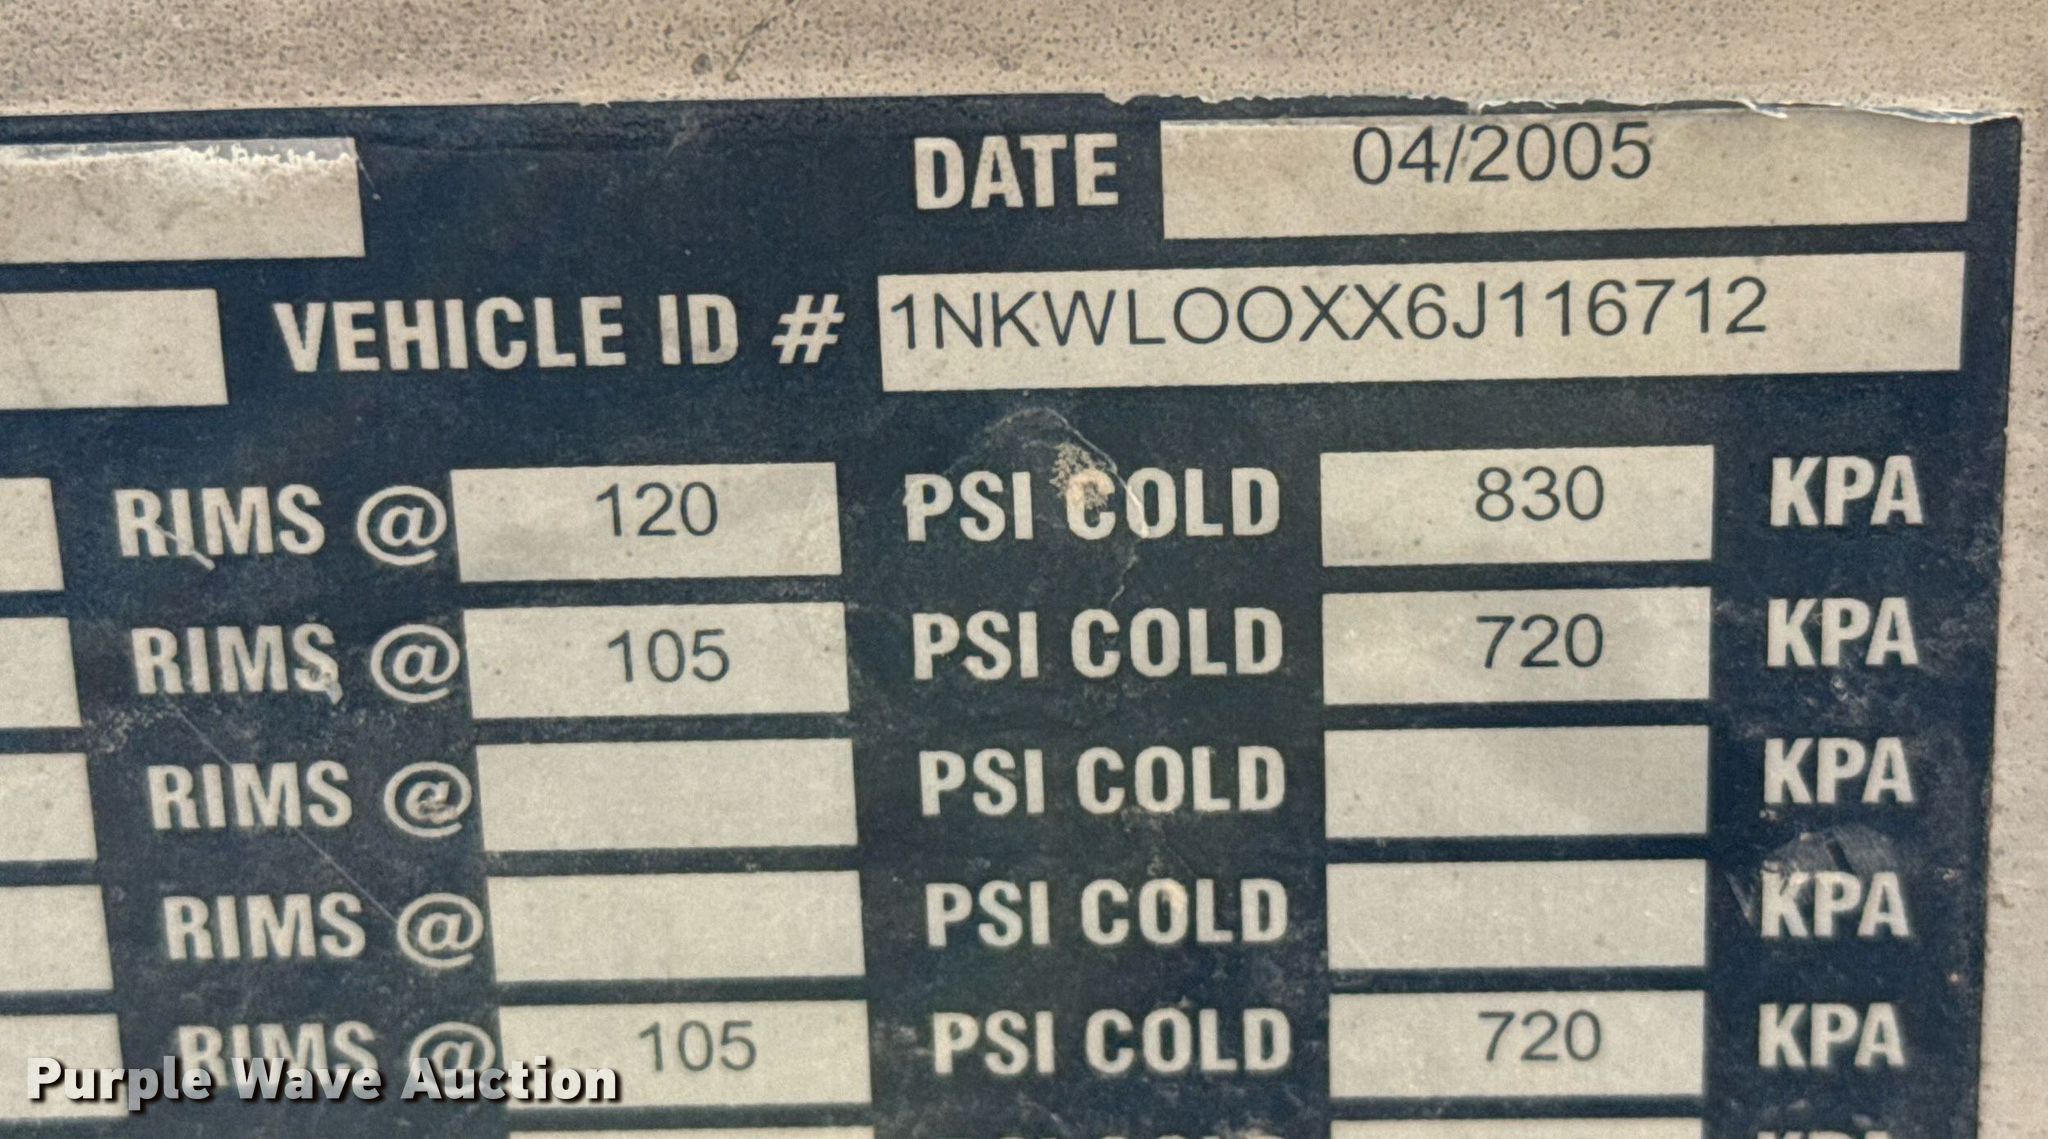 DATE 04/2005
VEHICLE ID # 1NKWLOOXX6J116712
RIMS @ 120 PSI COLD 830 KPA
RIMS @ 105 PSI COLD 720 KPA
RIMS @ PSI COLD KPA
RIMS @ PSI COLD KPA
RIMS @ 105 PSI COLD 720 KPA
Purple Wave Auction